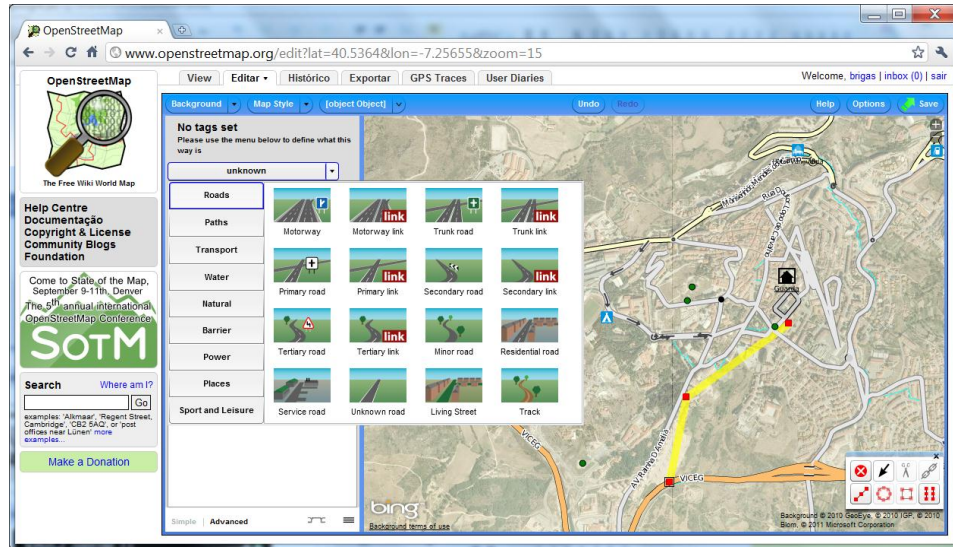 OpenStreetMap
www.openstreetmap.org/edit?lat=40.5364&lon=-7.25655&zoom=15
OpenStreetMap
View Editar Histórico Exportar GPS Traces User Diaries
Welcome, brigas | inbox (0) | sair
Background Map Style [object Object] Undo Redo Help Options Save
The Free Wiki World Map
Help Centre
Documentação
Copyright & License
Community Blogs
Foundation
Come to State of the Map,
September 9-11th, Denver
The 5th annual international
OpenStreetMap Conference
SOTM
Search Where am I?
Go
examples: 'Alkmaar', 'Regent Street,
Cambridge', 'CB2 5AQ', or 'post
offices near Lünen' more
examples...
Make a Donation
No tags set
Please use the menu below to define what this
way is
unknown
Roads
Paths
Transport
Water
Natural
Barrier
Power
Places
Sport and Leisure
link link
Motorway Motorway link Trunk road Trunk link
link link
Primary road Primary link Secondary road Secondary link
link
Tertiary road Tertiary link Minor road Residential road
Service road Unknown road Living Street Track
Simple Advanced
Guarda
VICEG
VICEG
bing
Background terms of use
Background © 2010 GeoEye, © 2010 IGP, © 2010
Blom, © 2011 Microsoft Corporation